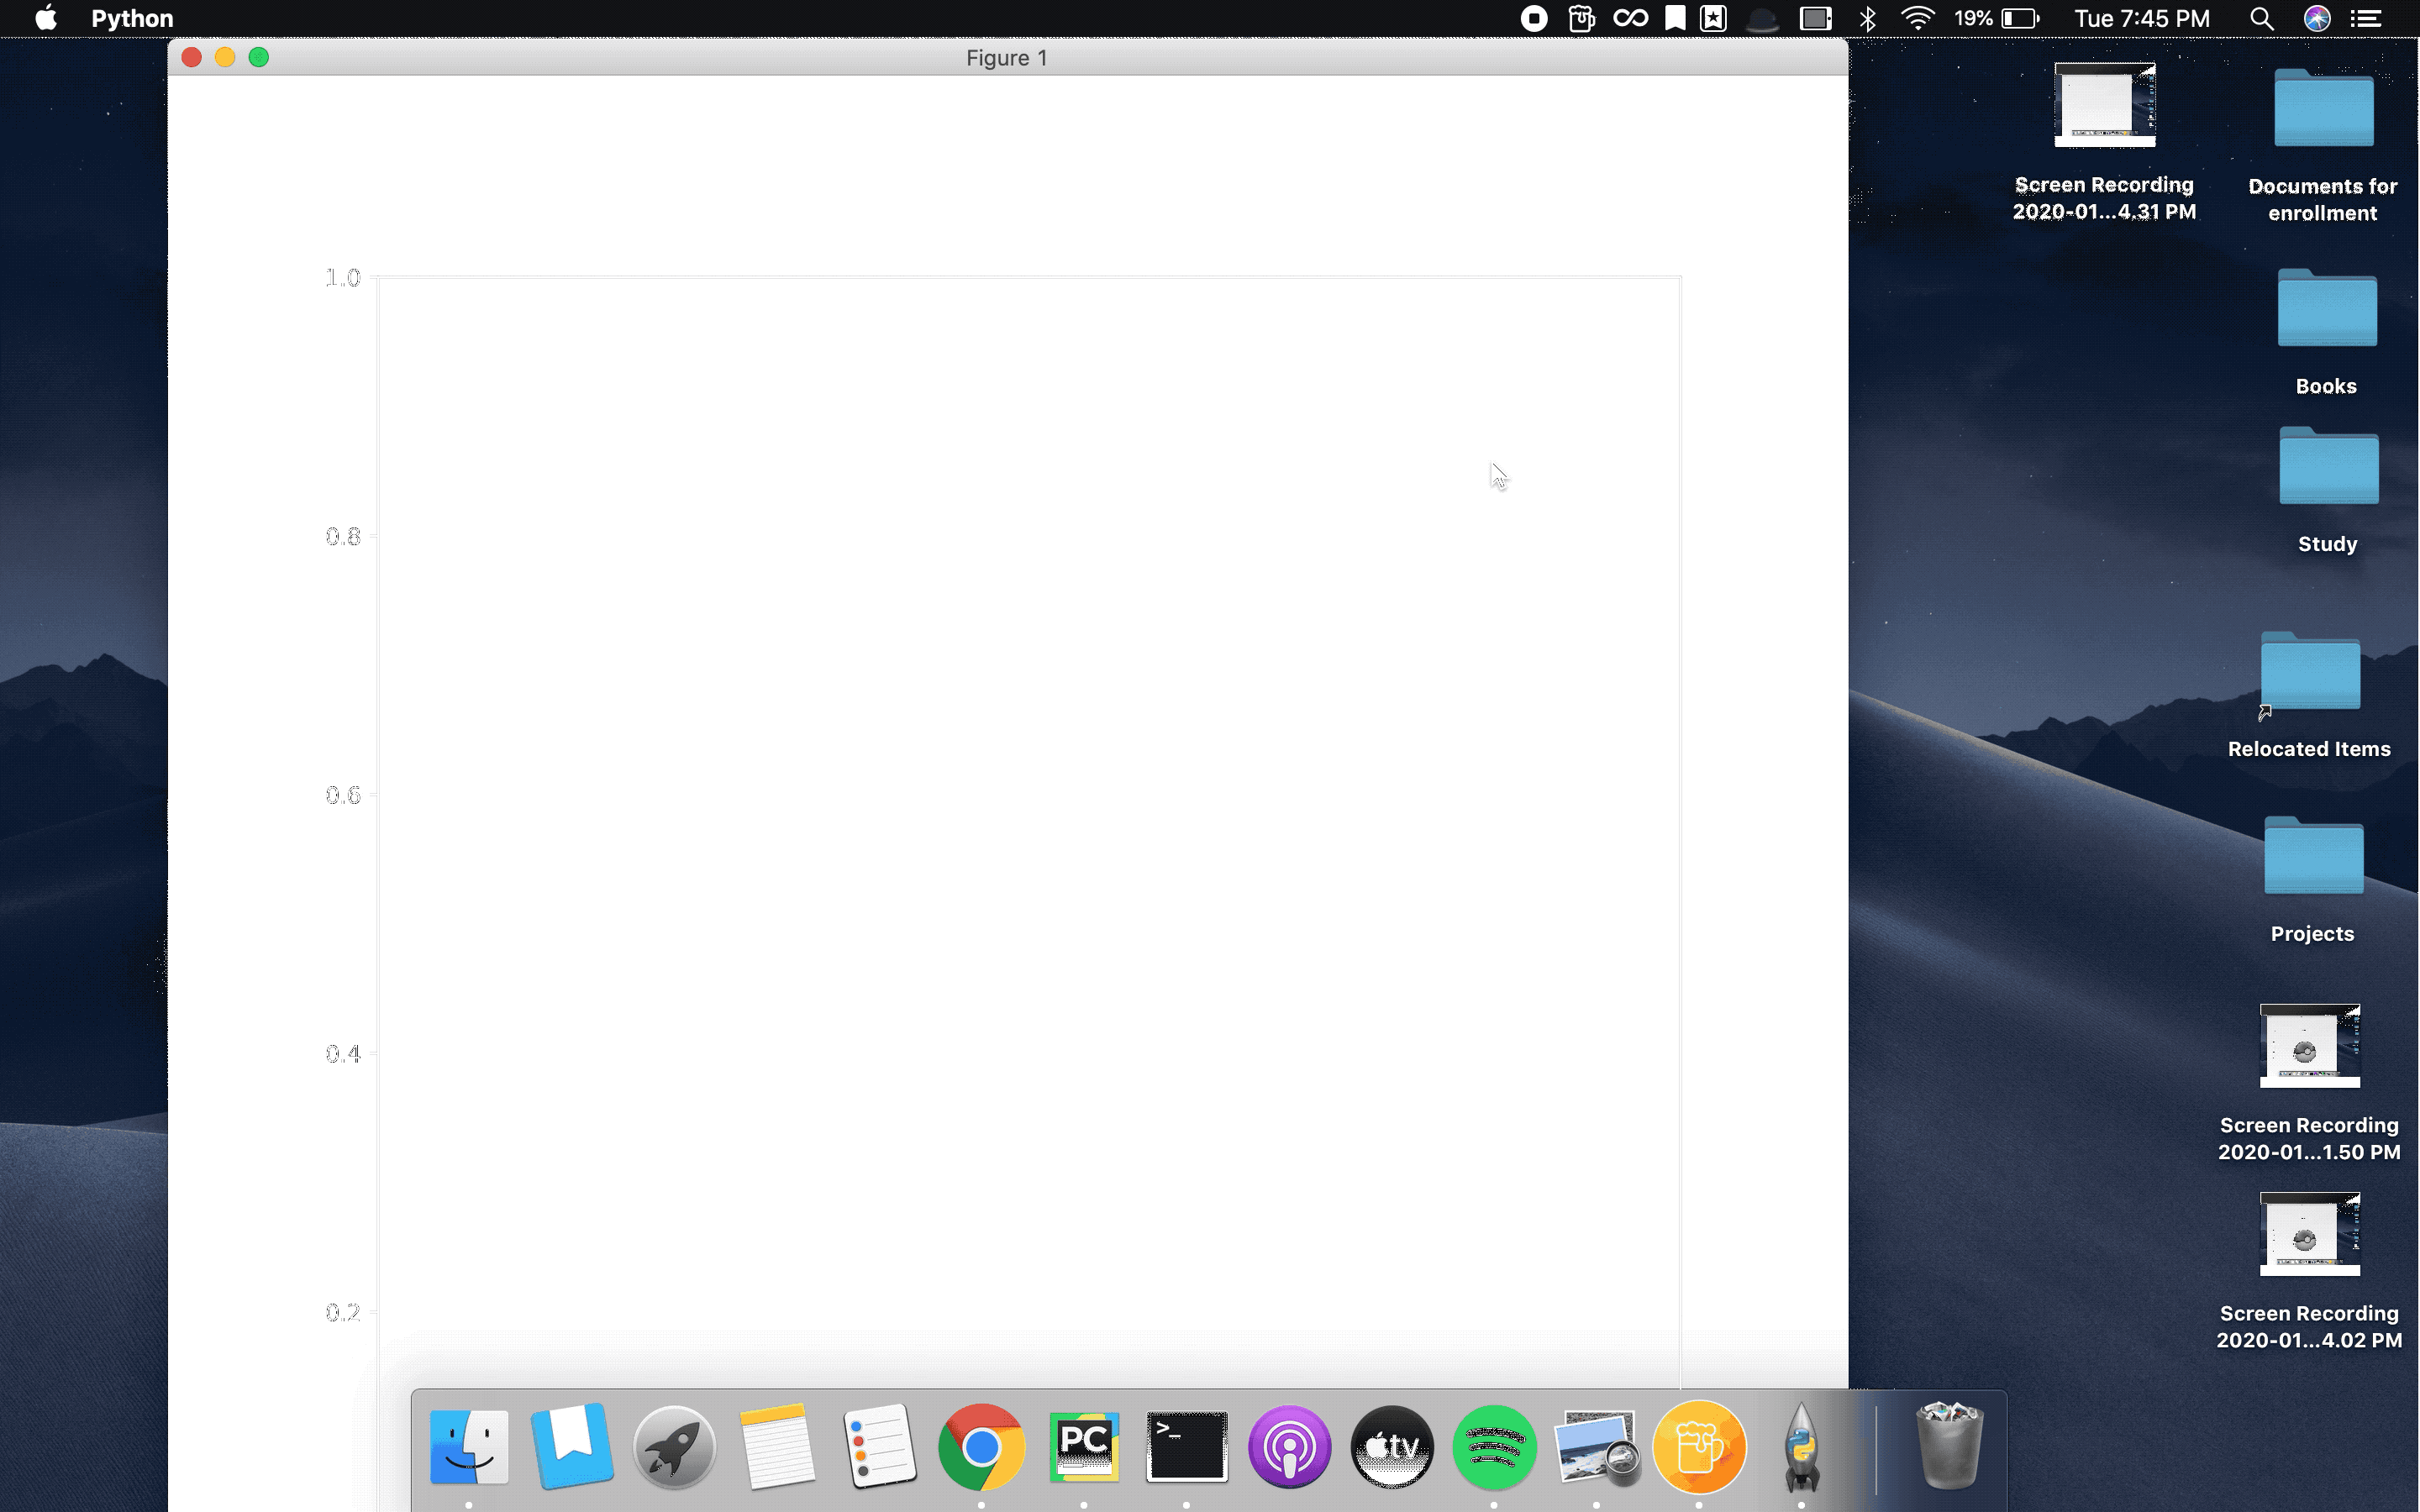 Python
19%
Tue 7:45 PM
Figure 1
Screen Recording
2020-01...4.31 PM
Documents for
enrollment
1.0
Books
0.8
Study
Relocated Items
0.6
Projects
0.4
Screen Recording
2020-01...1.50 PM
0.2
Screen Recording
2020-01...4.02 PM
PC
>_
tv